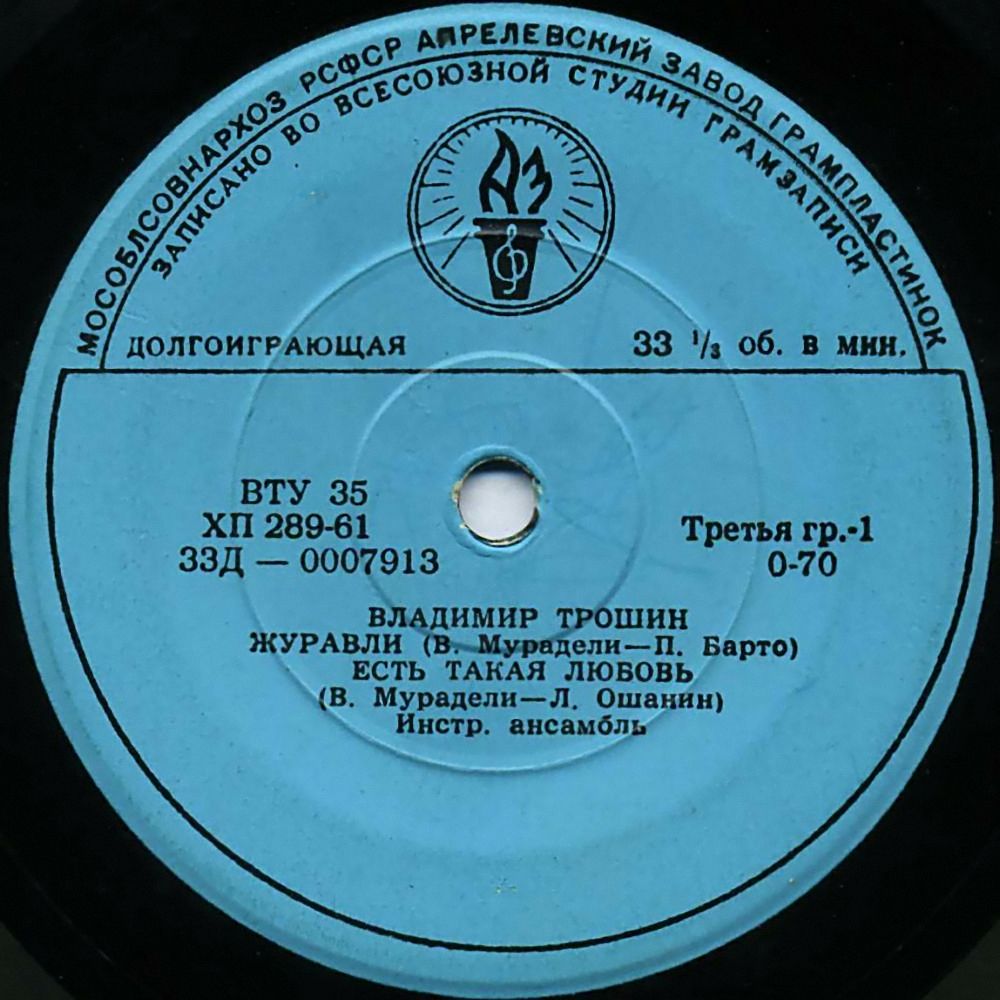 МОСОБЛСОВНАРХОЗ РСФСР АПРЕЛЕВСКИЙ ЗАВОД ГРАМПЛАСТИНОК
ЗАПИСАНО ВО ВСЕСОЮЗНОЙ СТУДИИ ГРАМЗАПИСИ
АЗ
ДОЛГОИГРАЮЩАЯ 33 1/3 об. в мин.
ВТУ 35
ХП 289-61 Третья гр.-1
33Д — 0007913 0-70
ВЛАДИМИР ТРОШИН
ЖУРАВЛИ (В. Мурадели—П. Барто)
ЕСТЬ ТАКАЯ ЛЮБОВЬ
(В. Мурадели—Л. Ошанин)
Инстр. ансамбль